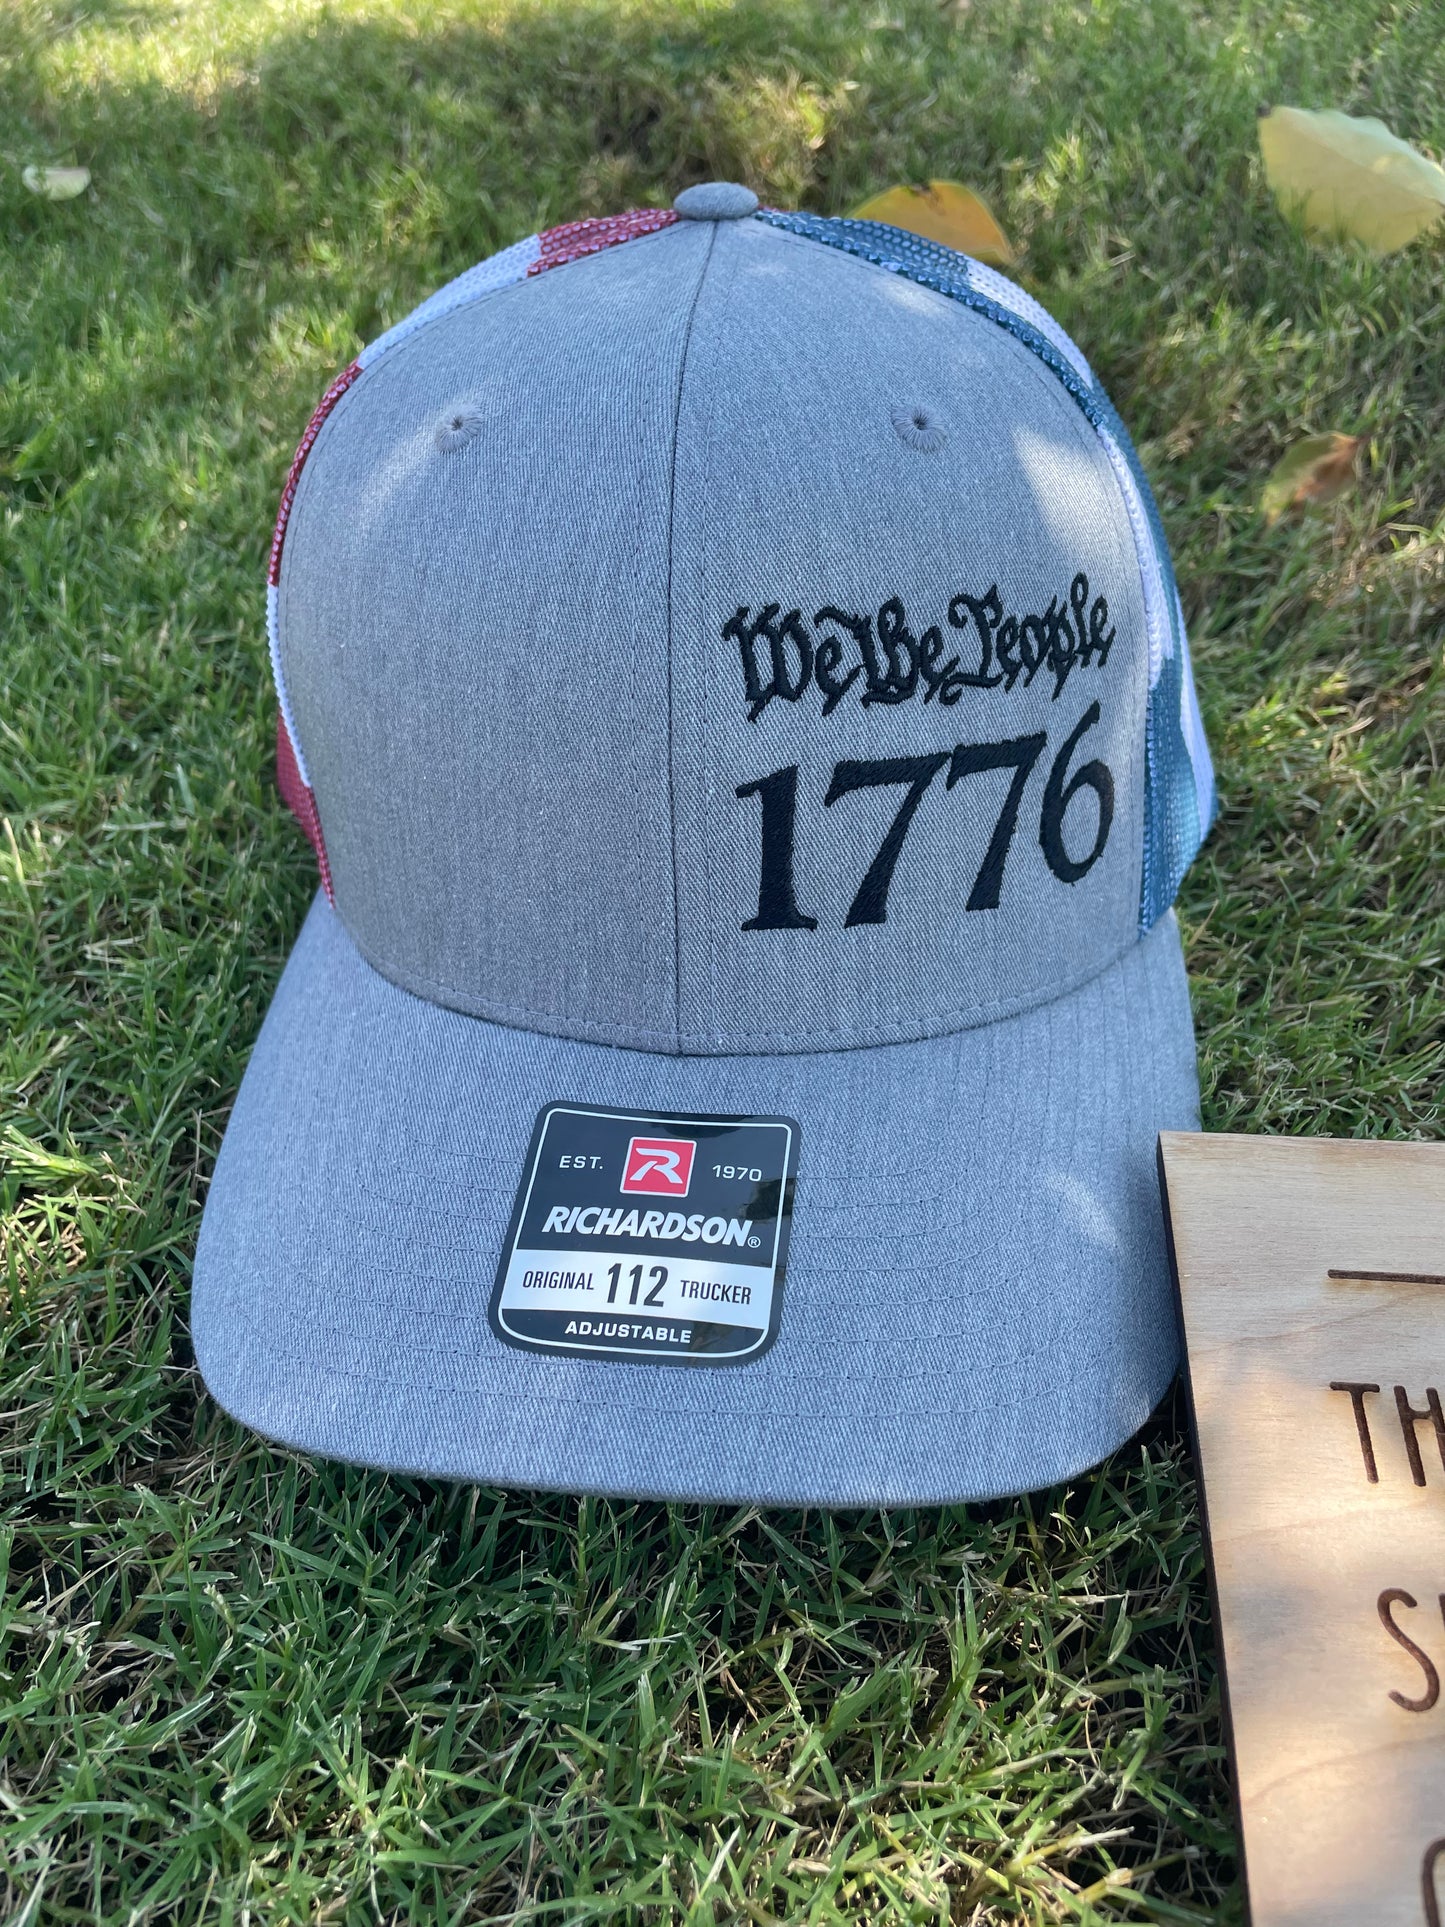 We The People
1776
EST. R 1970
RICHARDSON®
ORIGINAL 112 TRUCKER
ADJUSTABLE